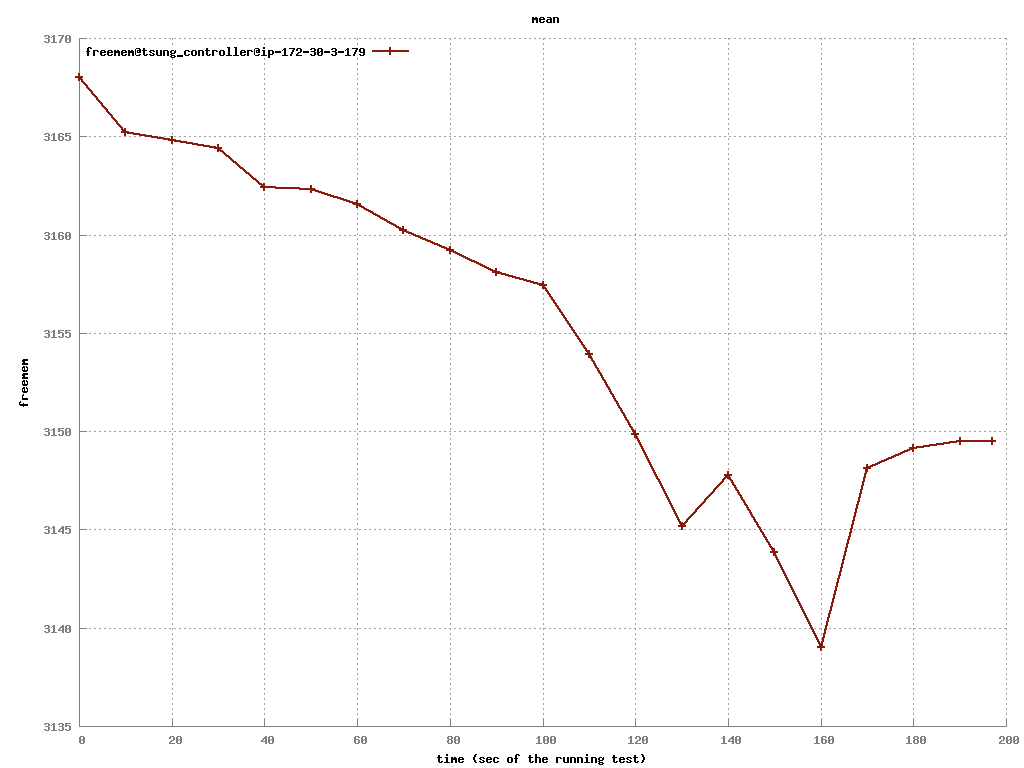 mean
freemem@tsung_controller@ip-172-30-3-179
3170
3165
3160
3155
3150
3145
3140
3135
freemem
0 20 40 60 80 100 120 140 160 180 200
time (sec of the running test)